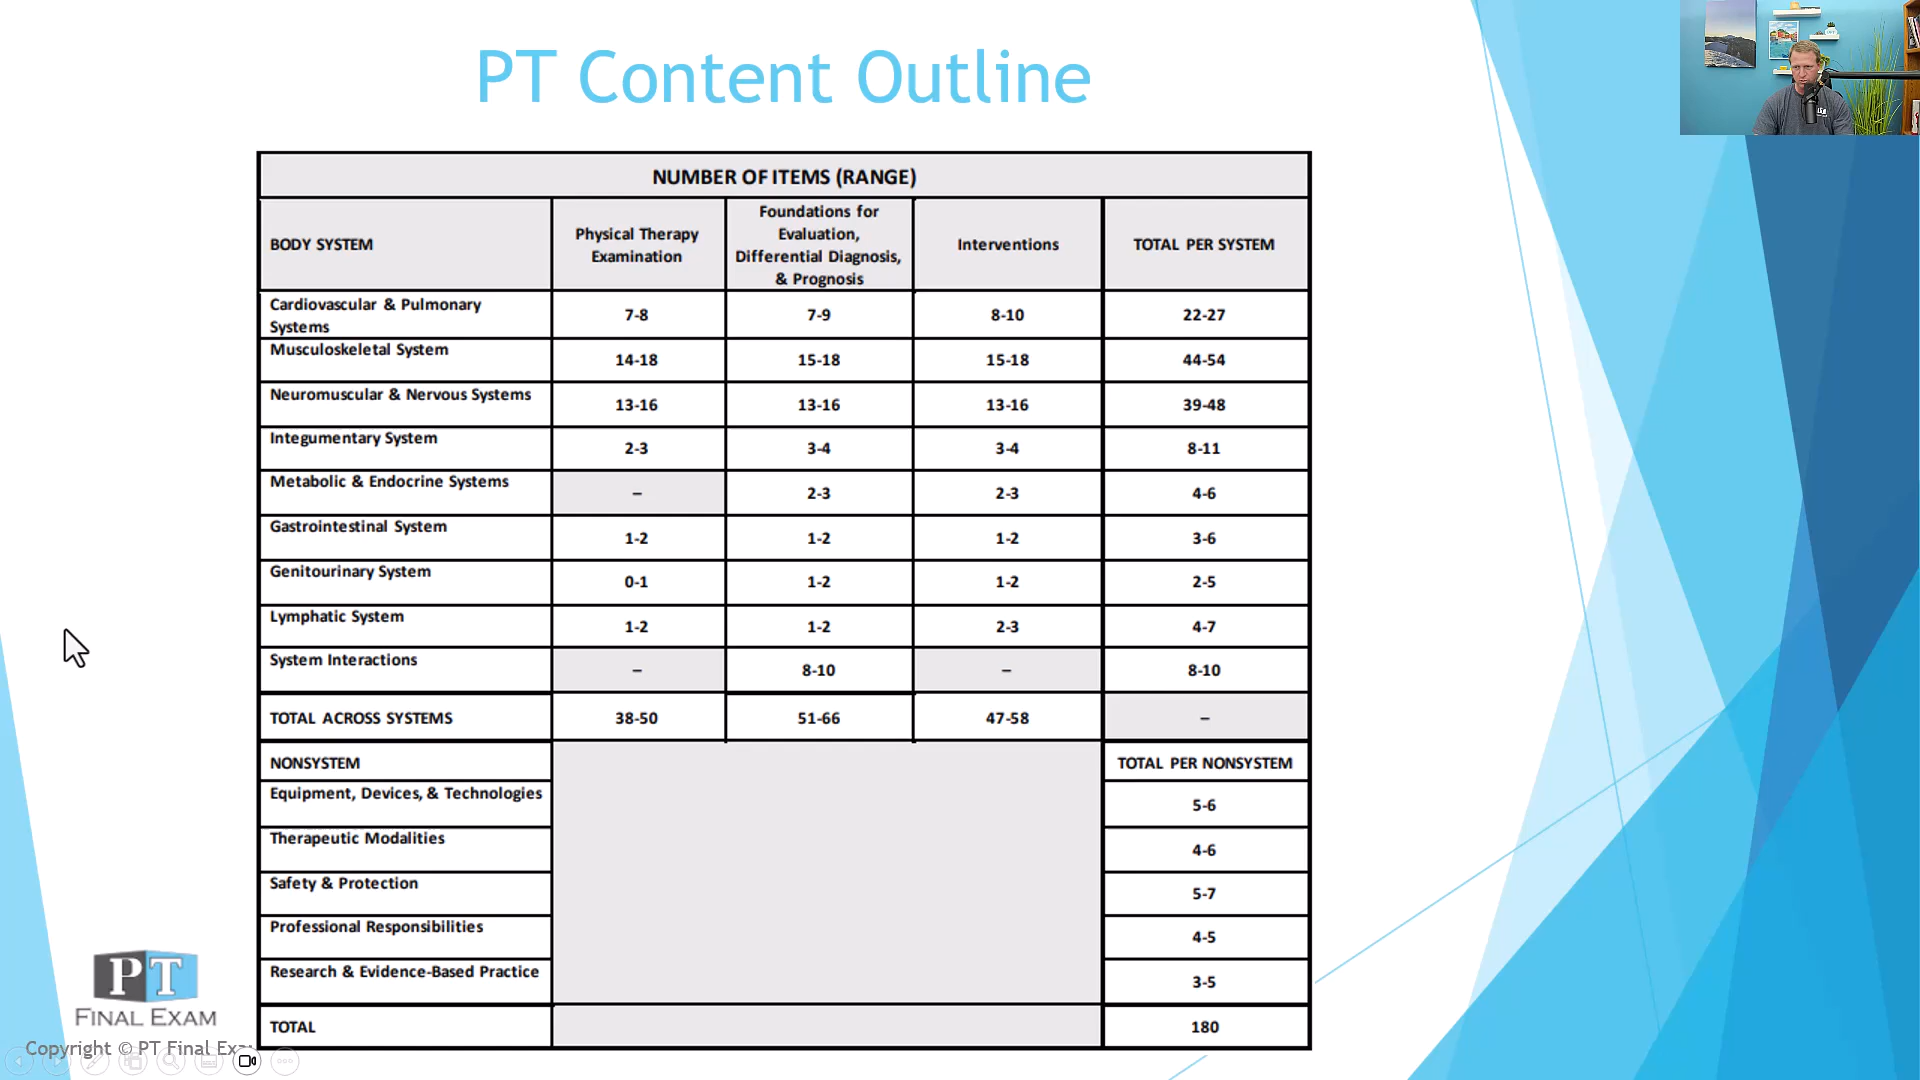 PT Content Outline
NUMBER OF ITEMS (RANGE)
BODY SYSTEM
Physical Therapy
Examination
Foundations for
Evaluation,
Differential Diagnosis,
& Prognosis
Interventions
TOTAL PER SYSTEM
Cardiovascular & Pulmonary
Systems
7-8
7-9
8-10
22-27
Musculoskeletal System
14-18
15-18
15-18
44-54
Neuromuscular & Nervous Systems
13-16
13-16
13-16
39-48
Integumentary System
2-3
3-4
3-4
8-11
Metabolic & Endocrine Systems
–
2-3
2-3
4-6
Gastrointestinal System
1-2
1-2
1-2
3-6
Genitourinary System
0-1
1-2
1-2
2-5
Lymphatic System
1-2
1-2
2-3
4-7
System Interactions
–
8-10
–
8-10
TOTAL ACROSS SYSTEMS
38-50
51-66
47-58
–
NONSYSTEM
TOTAL PER NONSYSTEM
Equipment, Devices, & Technologies
5-6
Therapeutic Modalities
4-6
Safety & Protection
5-7
Professional Responsibilities
4-5
Research & Evidence-Based Practice
3-5
TOTAL
180
PT
FINAL EXAM
Copyright © PT Final